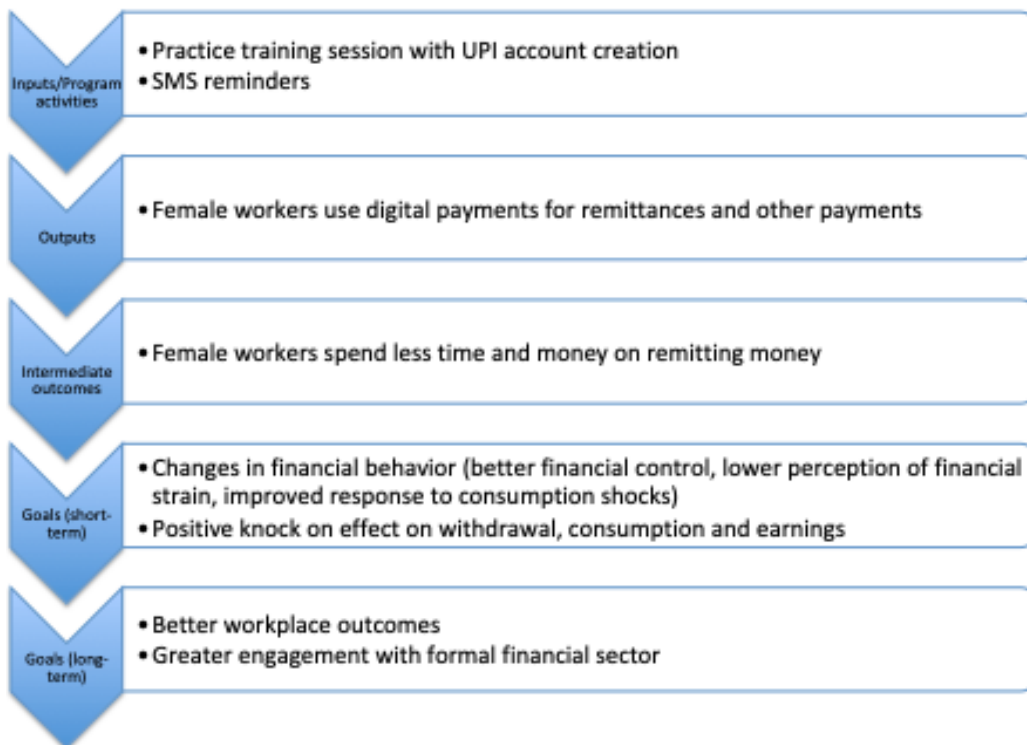 Inputs/Program
activities
• Practice training session with UPI account creation
• SMS reminders
Outputs
• Female workers use digital payments for remittances and other payments
Intermediate
outcomes
• Female workers spend less time and money on remitting money
Goals (short-
term)
• Changes in financial behavior (better financial control, lower perception of financial
strain, improved response to consumption shocks)
• Positive knock on effect on withdrawal, consumption and earnings
Goals (long-
term)
• Better workplace outcomes
• Greater engagement with formal financial sector